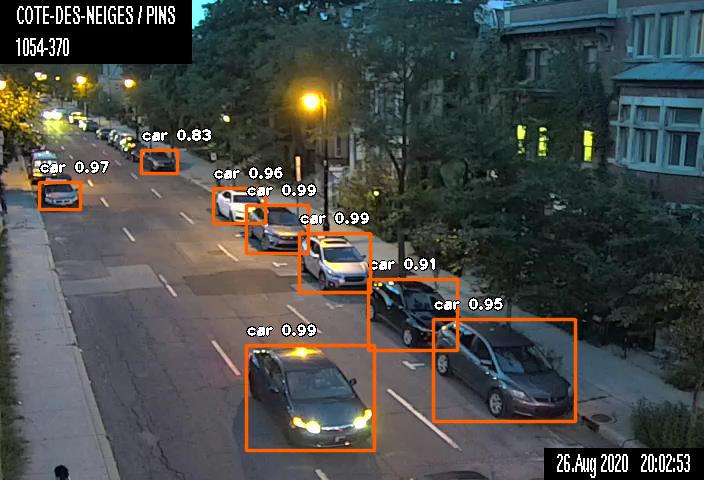 COTE-DES-NEIGES / PINS
1054-370
car 0.83
car 0.97
car 0.96
car 0.99
car 0.99
car 0.91
car 0.95
car 0.99
26.Aug 2020 20:02:53